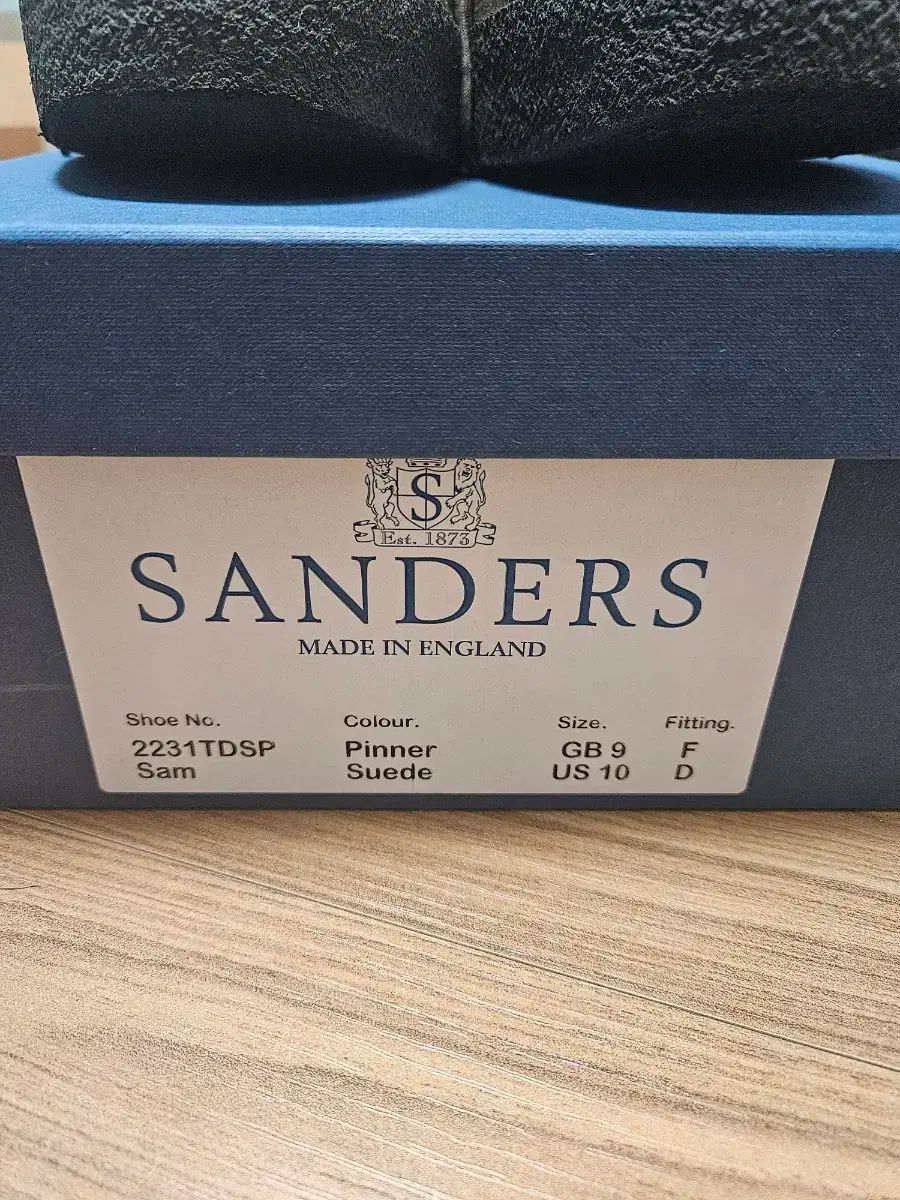 S
Est. 1873
SANDERS
MADE IN ENGLAND
Shoe No. Colour. Size. Fitting.
2231TDSP Pinner GB 9 F
Sam Suede US 10 D